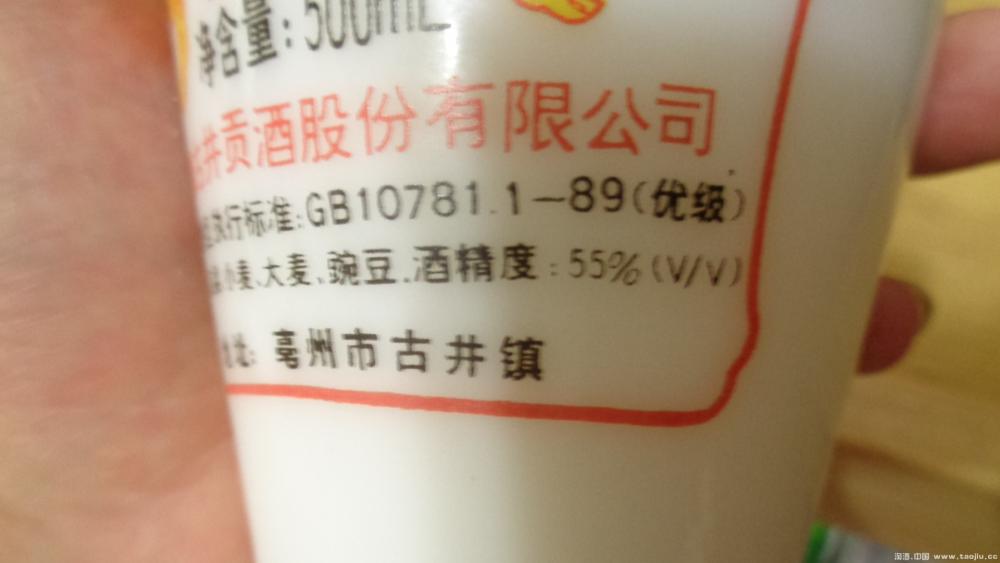 净含量:500mL
井贡酒股份有限公司
执行标准:GB10781.1—89(优级)
小麦、大麦、豌豆.酒精度:55%(V/V)
址:亳州市古井镇
淘酒.中国 www.taojiu.cc